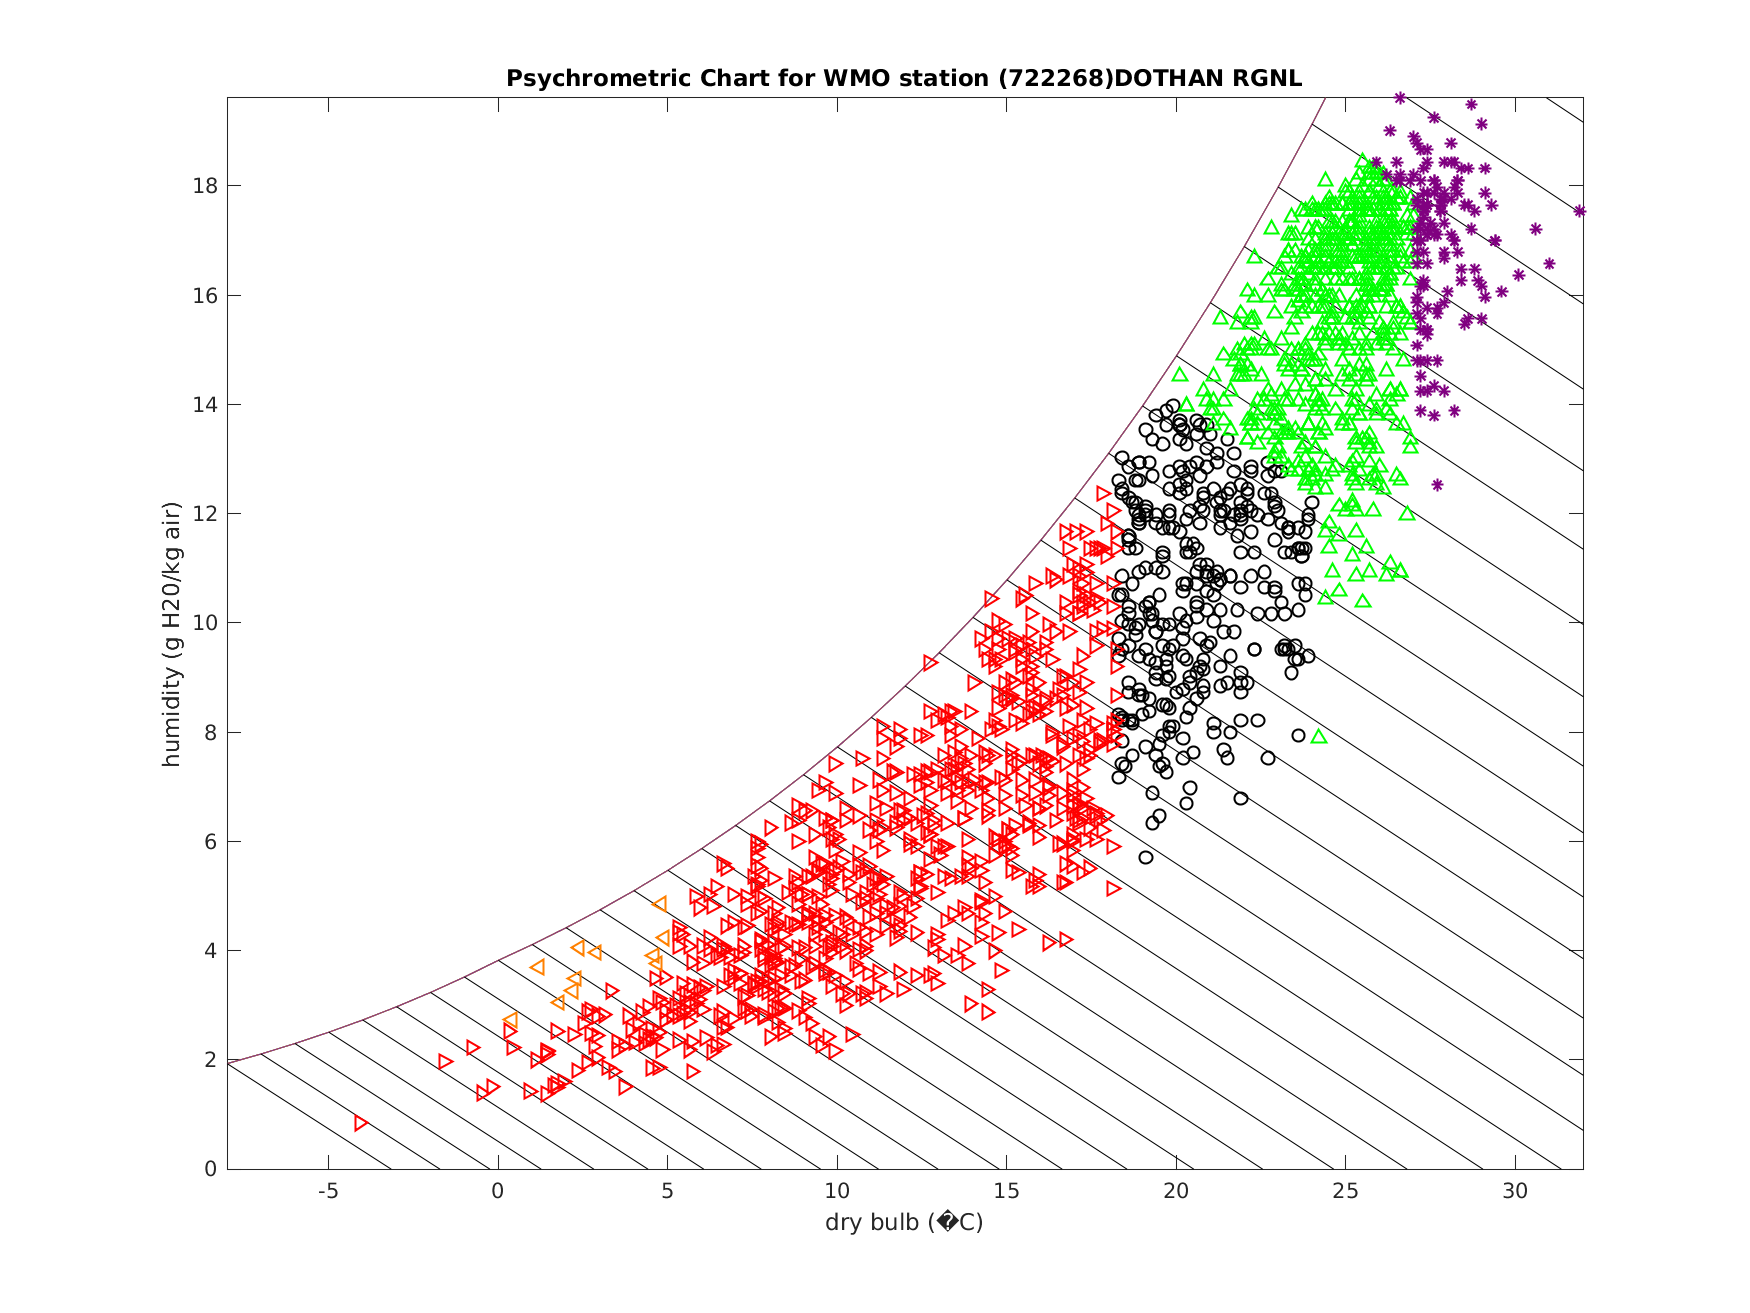 Psychrometric Chart for WMO station (722268)DOTHAN RGNL
humidity (g H20/kg air)
18
16
14
12
10
8
6
4
2
0
-5 0 5 10 15 20 25 30
dry bulb (�C)